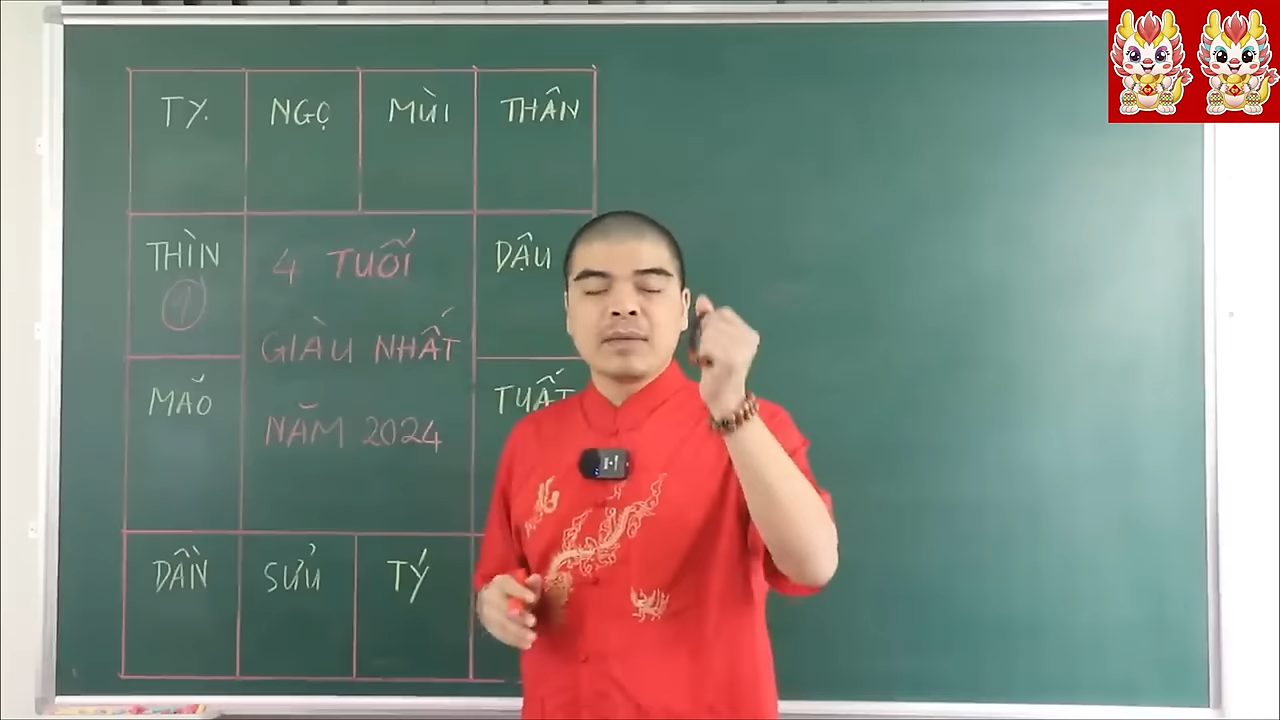 TỴ
NGỌ
MÙI
THÂN
THÌN
DẬU
4 TUỔI
GIÀU NHẤT
NĂM 2024
MÃO
TUẤT
DẦN
SỬU
TÝ